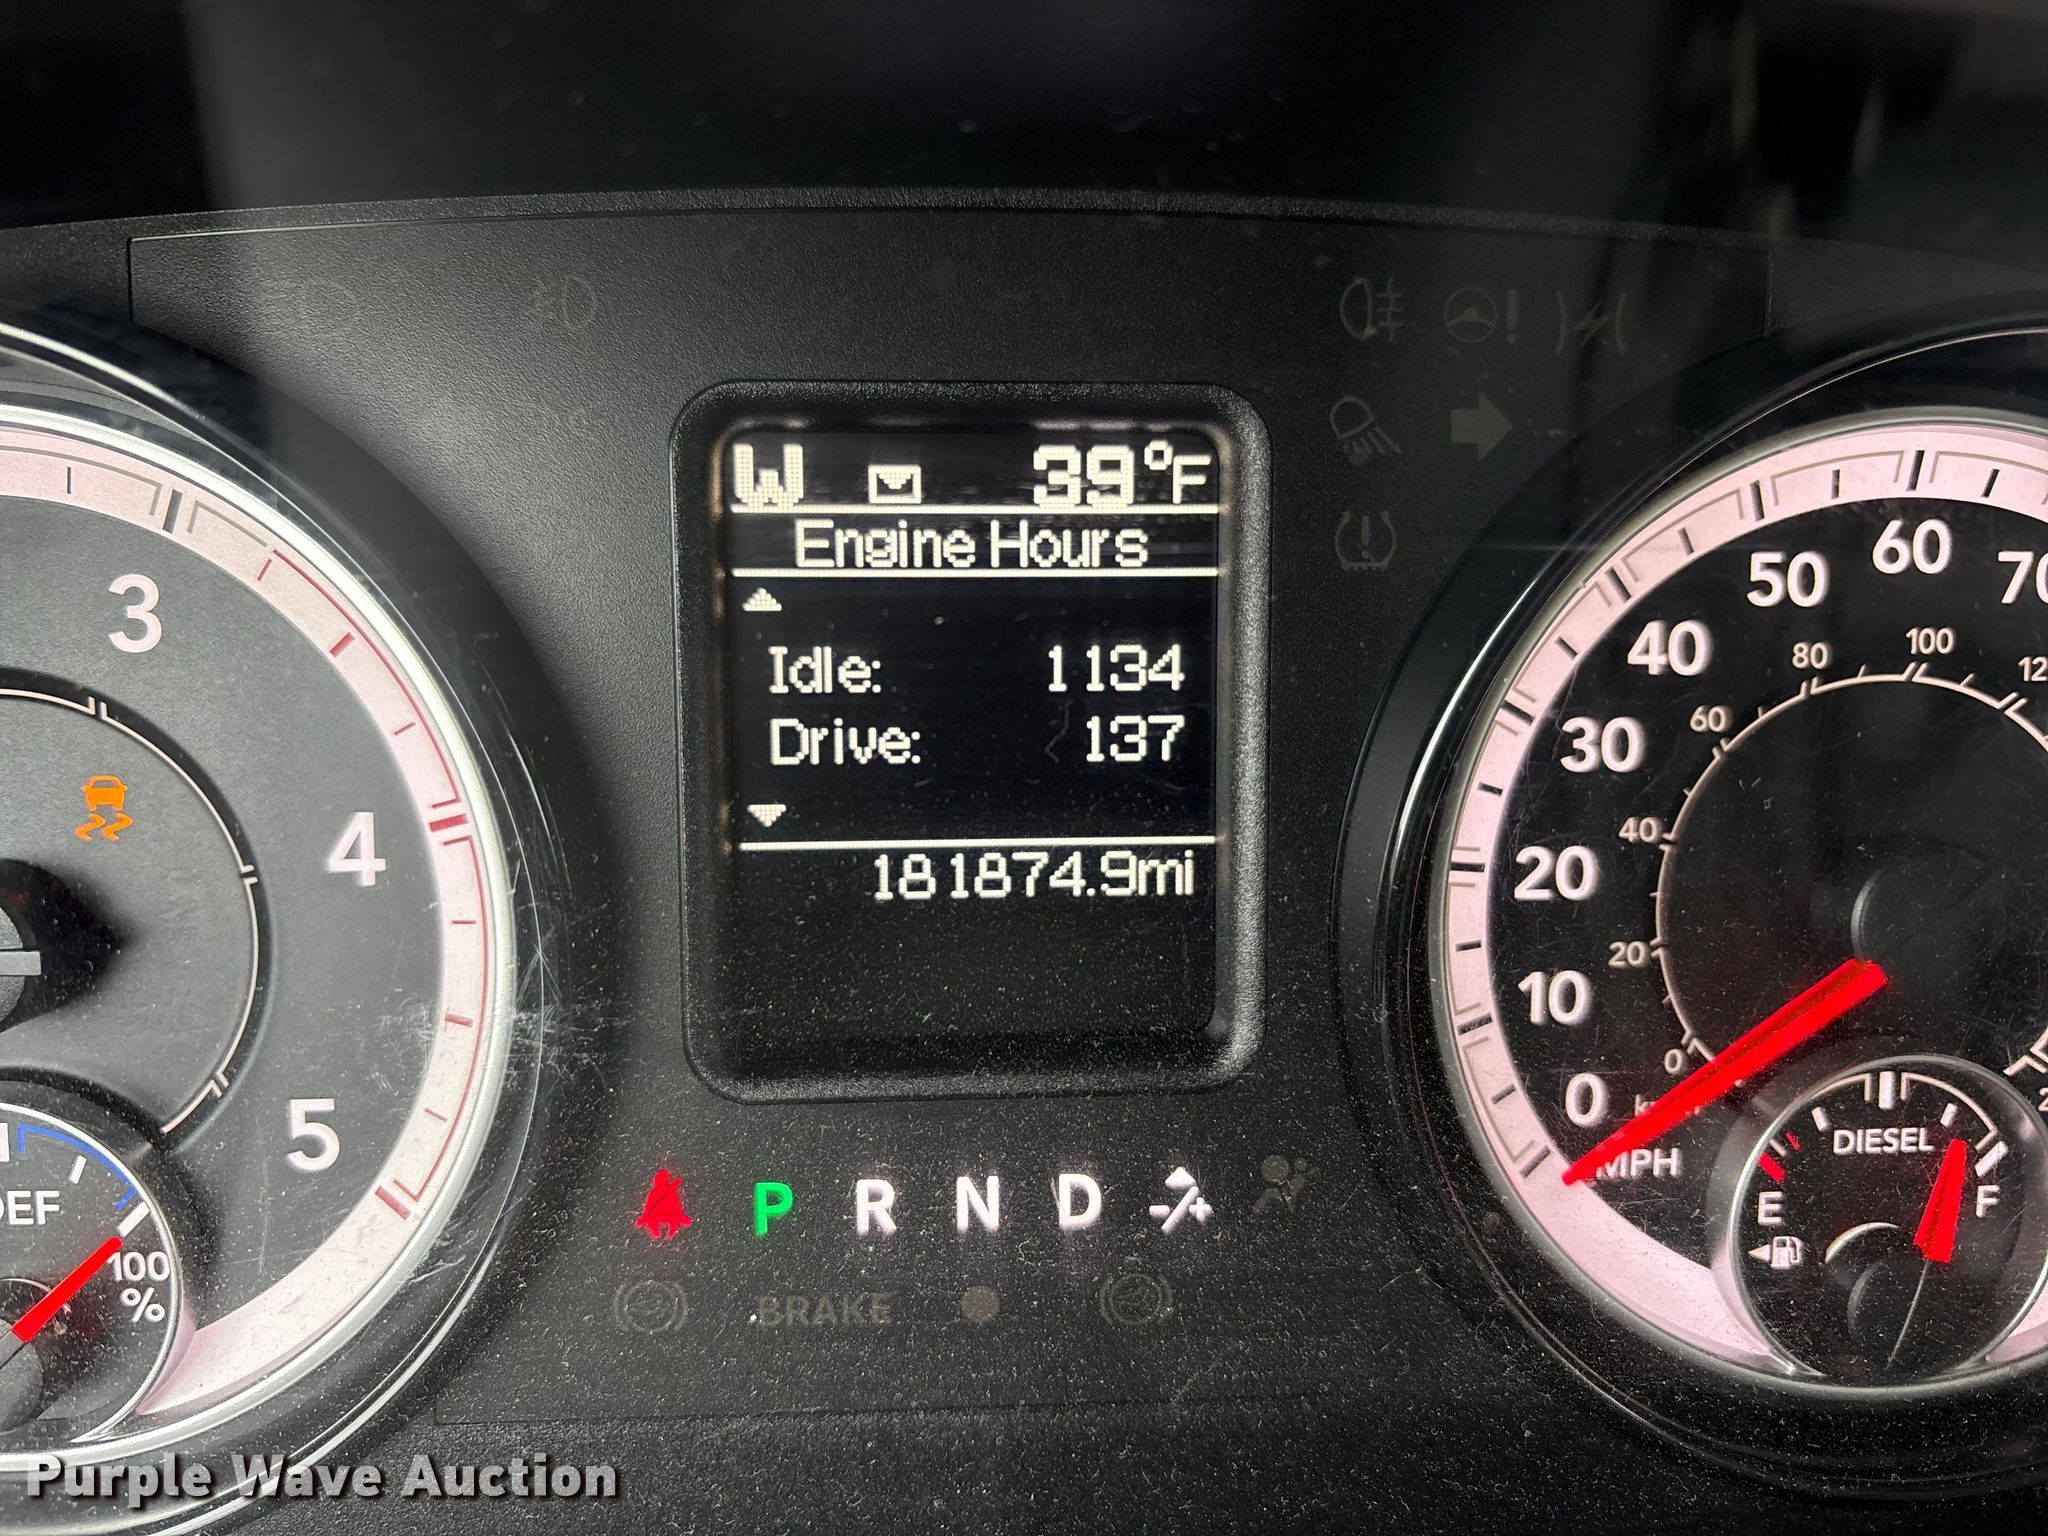 W 39°F
Engine Hours
Idle: 1134
Drive: 137
181874.9mi
3
4
5
DEF
100
%
P R N D - +
BRAKE
70
60
50
40
30
20
10
0
MPH
100
80
60
40
20
0
DIESEL
E F
Purple Wave Auction